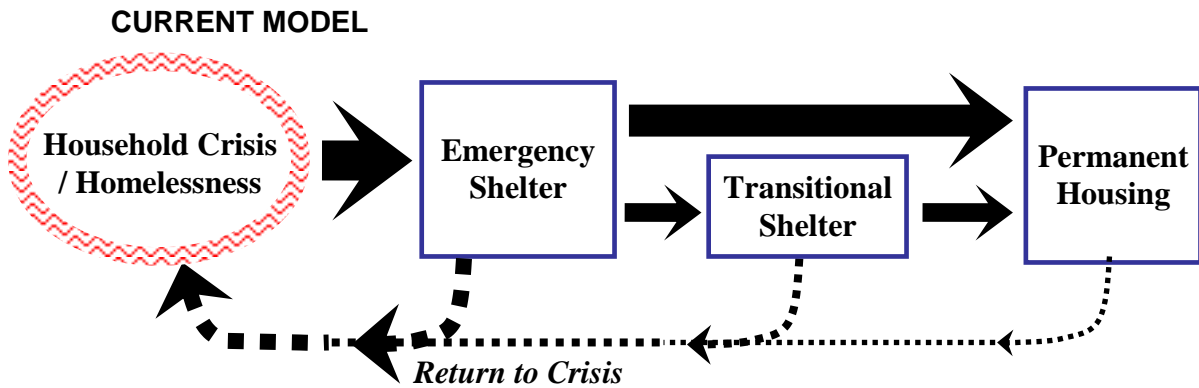 CURRENT MODEL
Household Crisis
/ Homelessness
Emergency
Shelter
Transitional
Shelter
Permanent
Housing
Return to Crisis